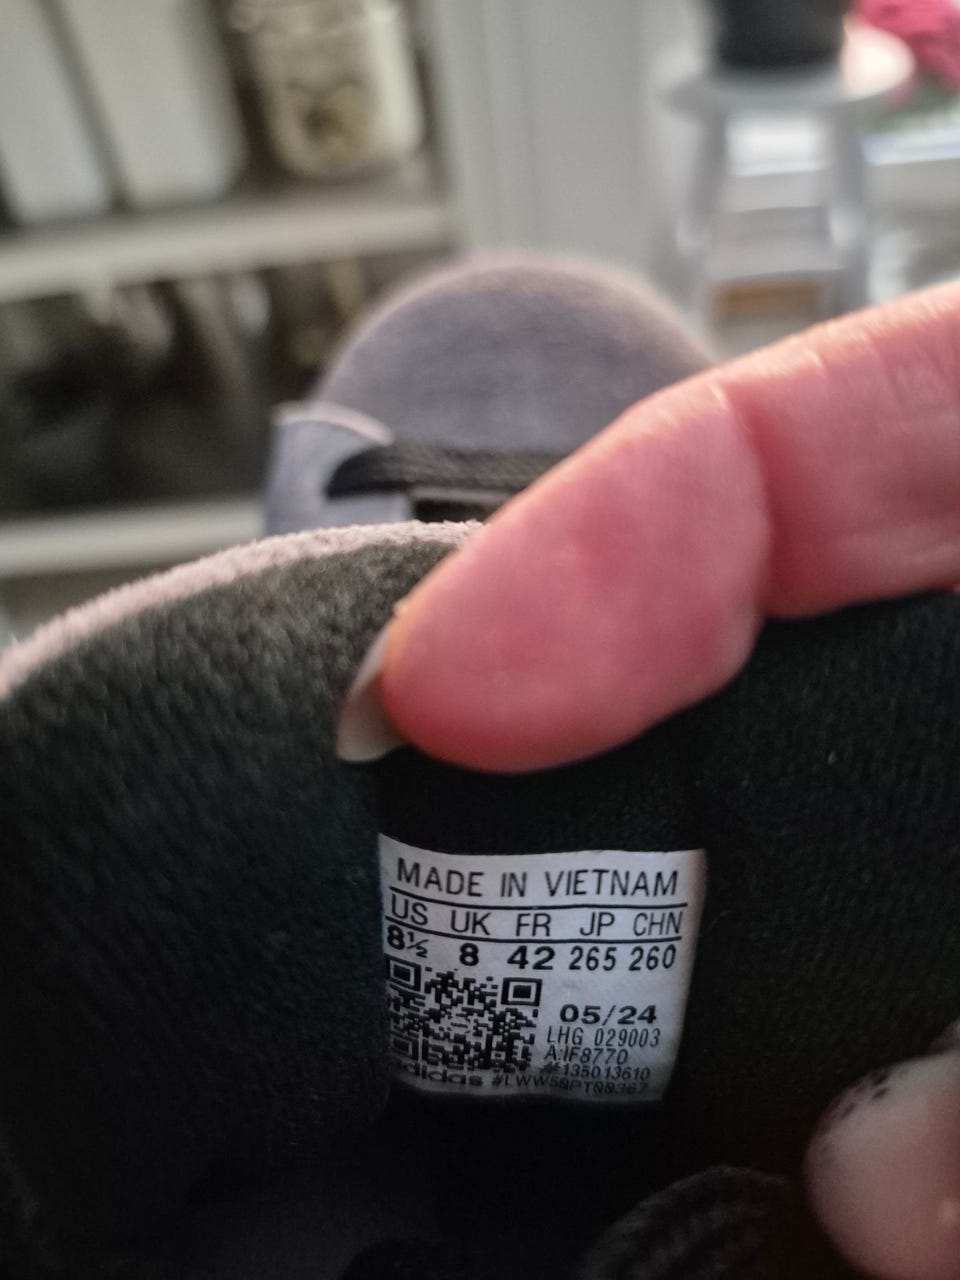 MADE IN VIETNAM
US UK FR JP CHN
8½ 8 42 265 260
05/24
LHG 029003
A:IF8770
#135013610
adidas #LWW50PT00367